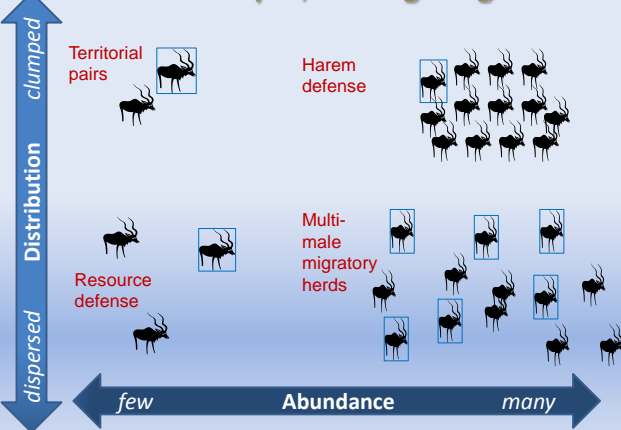 clumped
Territorial
pairs
Harem
defense
Distribution
Multi-
male
migratory
herds
Resource
defense
dispersed
few Abundance many